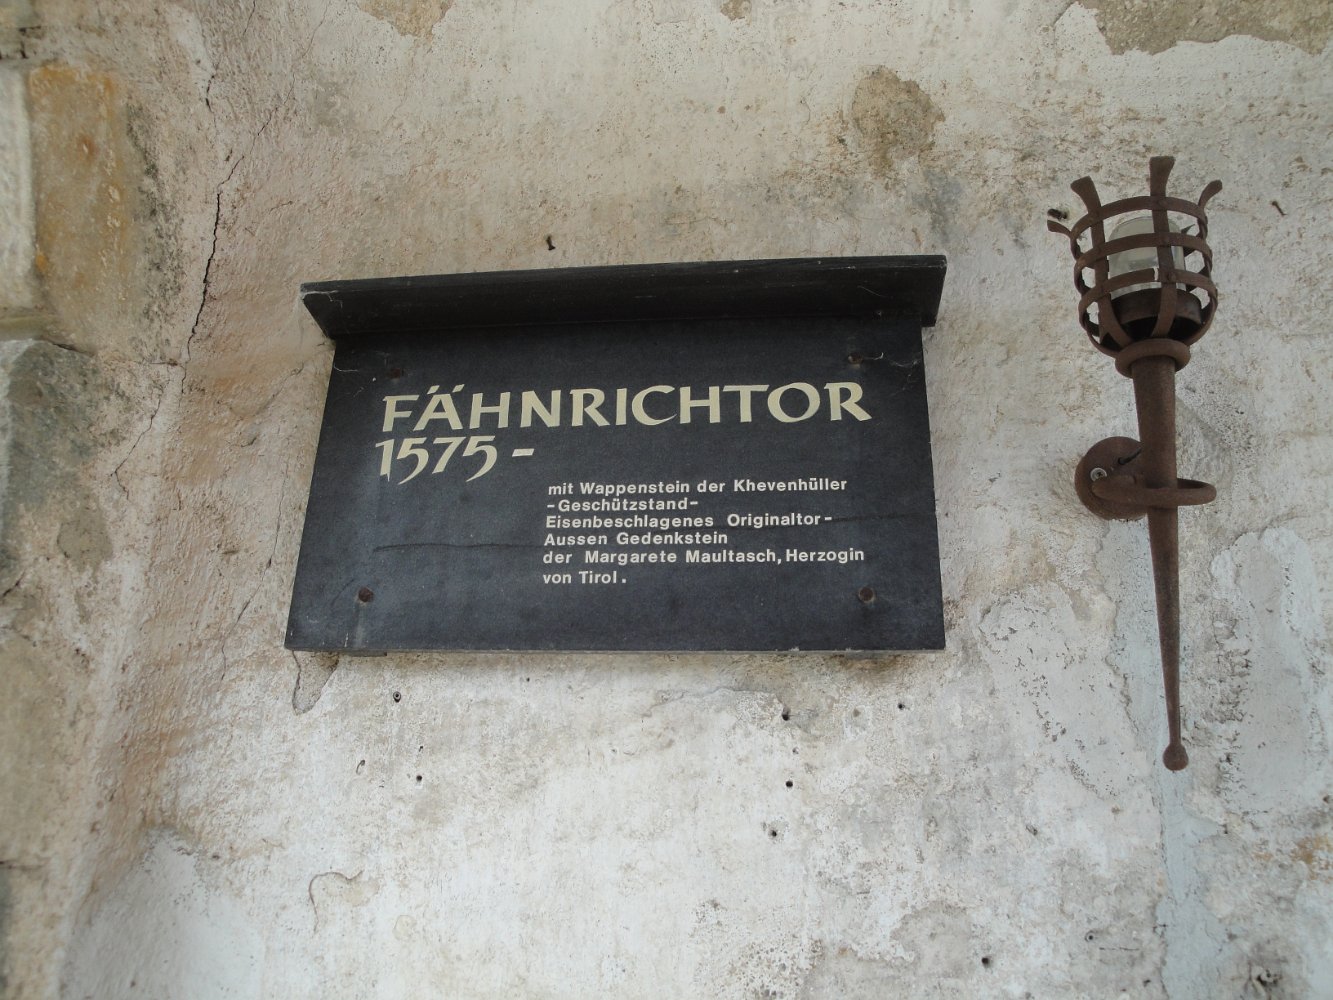 FÄHNRICHTOR
1575-
mit Wappenstein der Khevenhüller
-Geschützstand-
Eisenbeschlagenes Originaltor-
Aussen Gedenkstein
der Margarete Maultasch, Herzogin
von Tirol.